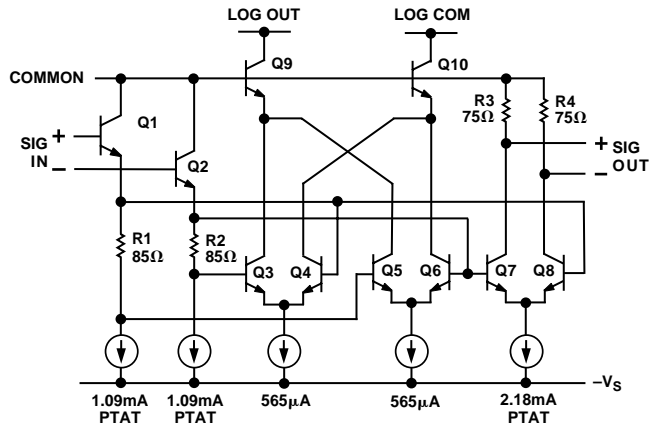 LOG OUT
LOG COM
Q9
Q10
COMMON
R3
75Ω
R4
75Ω
Q1
SIG +
IN –
Q2
+ SIG
– OUT
R1
85Ω
R2
85Ω
Q3
Q4
Q5
Q6
Q7
Q8
–VS
1.09mA
PTAT
1.09mA
PTAT
565µA
565µA
2.18mA
PTAT